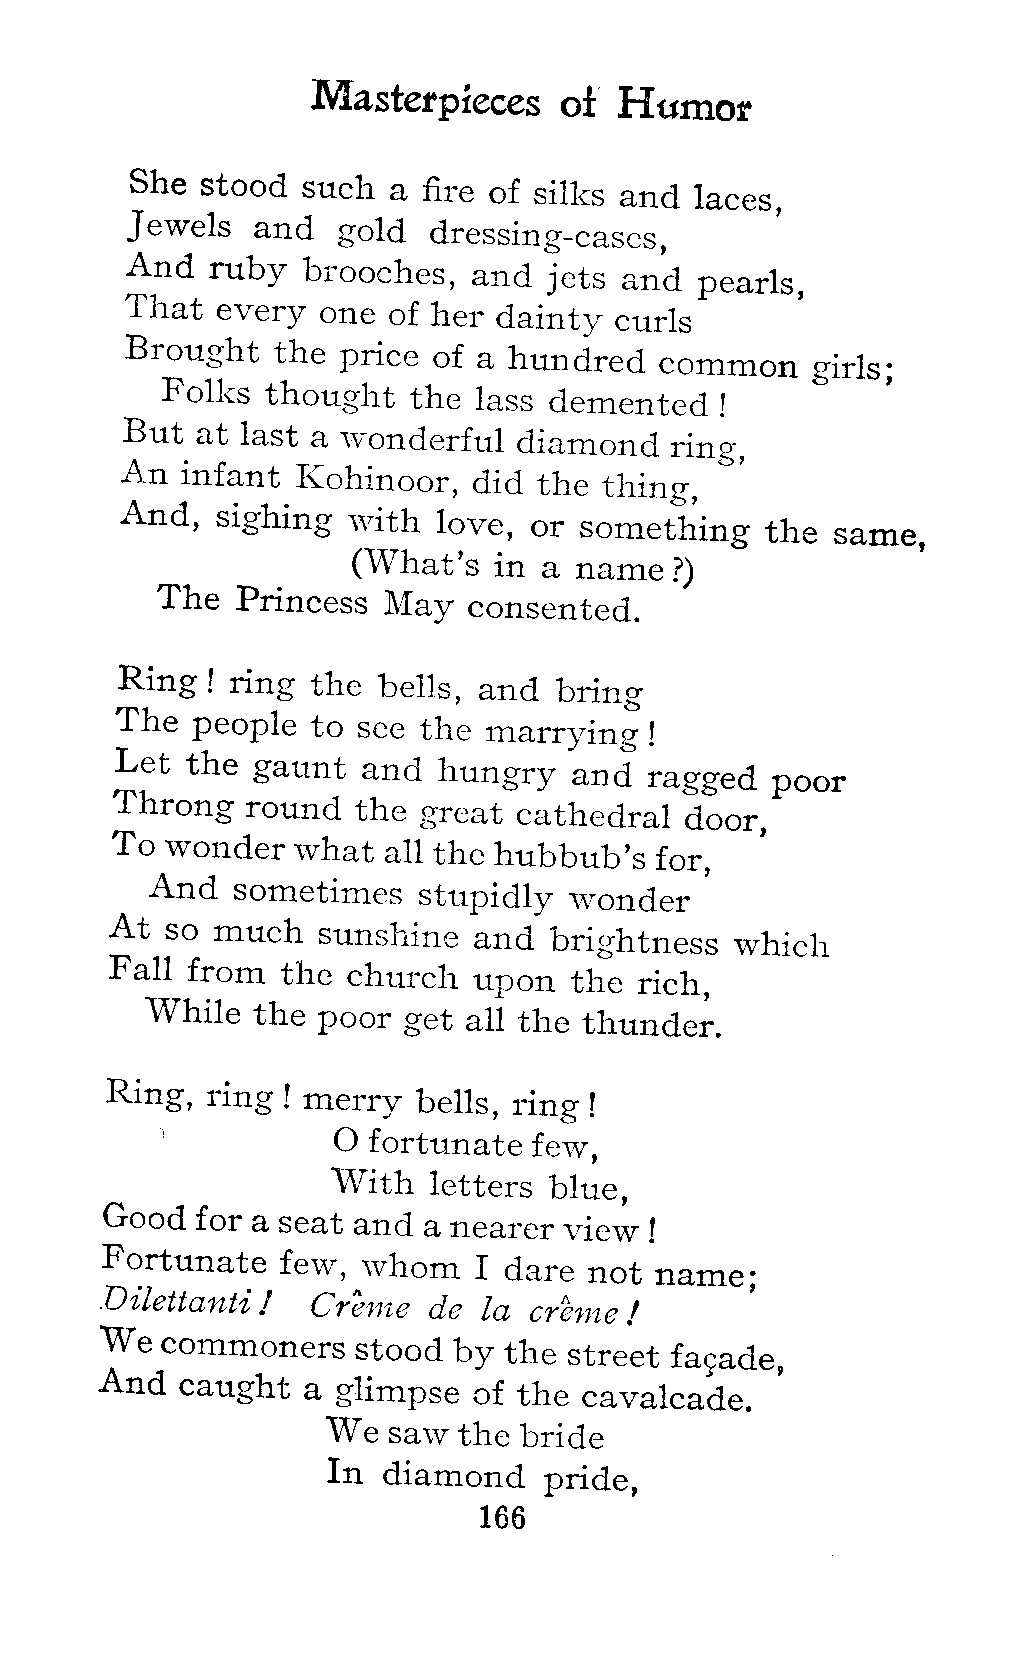 Masterpieces of Humor
She stood such a fire of silks and laces,
Jewels and gold dressing-cases,
And ruby brooches, and jets and pearls,
That every one of her dainty curls
Brought the price of a hundred common girls;
Folks thought the lass demented!
But at last a wonderful diamond ring,
An infant Kohinoor, did the thing,
And, sighing with love, or something the same,
(What's in a name?)
The Princess May consented.
Ring! ring the bells, and bring
The people to see the marrying!
Let the gaunt and hungry and ragged poor
Throng round the great cathedral door,
To wonder what all the hubbub's for,
And sometimes stupidly wonder
At so much sunshine and brightness which
Fall from the church upon the rich,
While the poor get all the thunder.
Ring, ring! merry bells, ring!
O fortunate few,
With letters blue,
Good for a seat and a nearer view!
Fortunate few, whom I dare not name;
Dilettanti! Crême de la crême!
We commoners stood by the street façade,
And caught a glimpse of the cavalcade.
We saw the bride
In diamond pride,
166